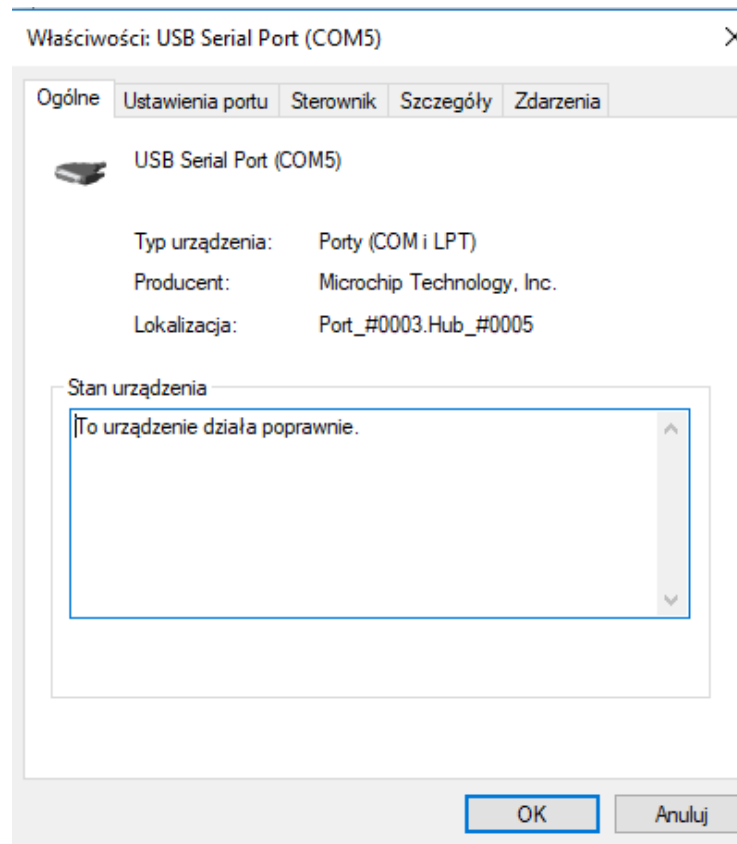 Właściwości: USB Serial Port (COM5)
Ogólne Ustawienia portu Sterownik Szczegóły Zdarzenia
USB Serial Port (COM5)
Typ urządzenia: Porty (COM i LPT)
Producent: Microchip Technology, Inc.
Lokalizacja: Port_#0003.Hub_#0005
Stan urządzenia
To urządzenie działa poprawnie.
OK Anuluj